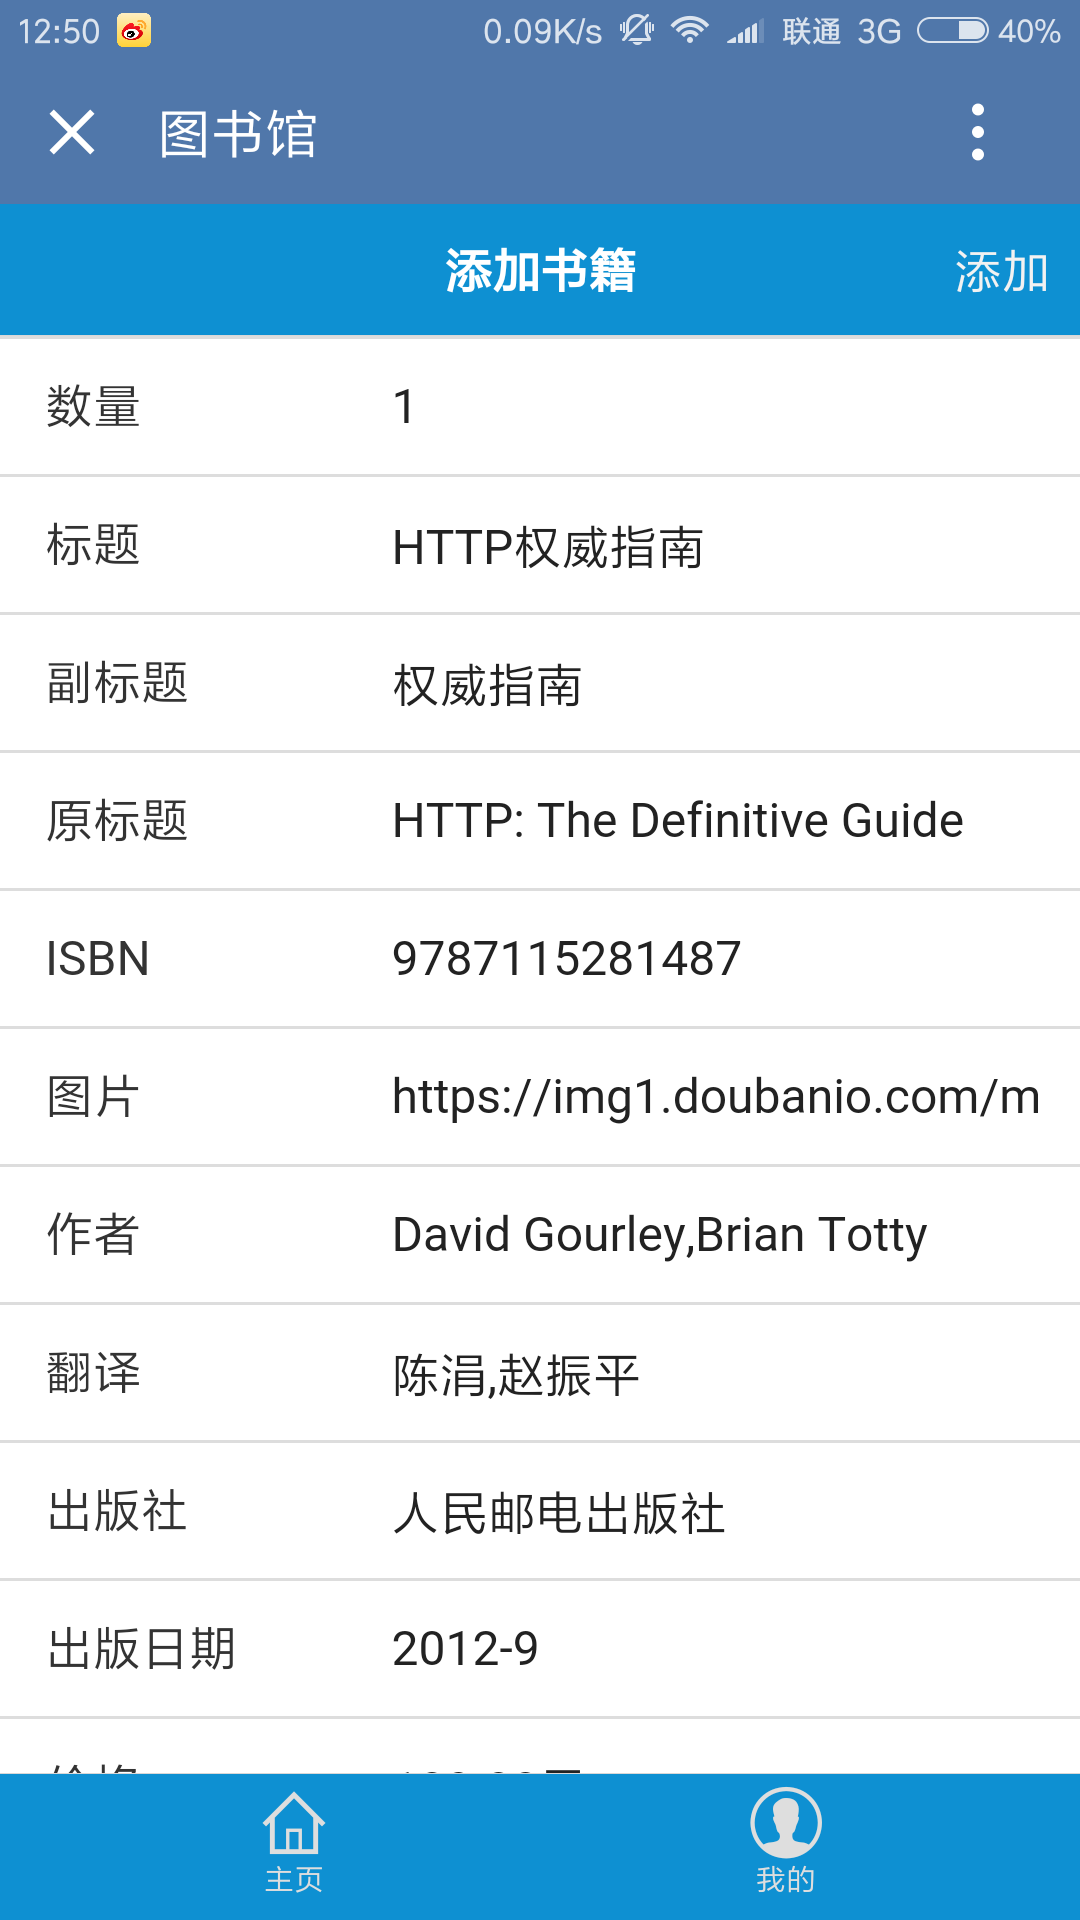 12:50 0.09K/s 联通 3G 40%
图书馆
添加书籍 添加
数量 1
标题 HTTP权威指南
副标题 权威指南
原标题 HTTP: The Definitive Guide
ISBN 9787115281487
图片 https://img1.doubanio.com/m
作者 David Gourley,Brian Totty
翻译 陈涓,赵振平
出版社 人民邮电出版社
出版日期 2012-9
主页 我的